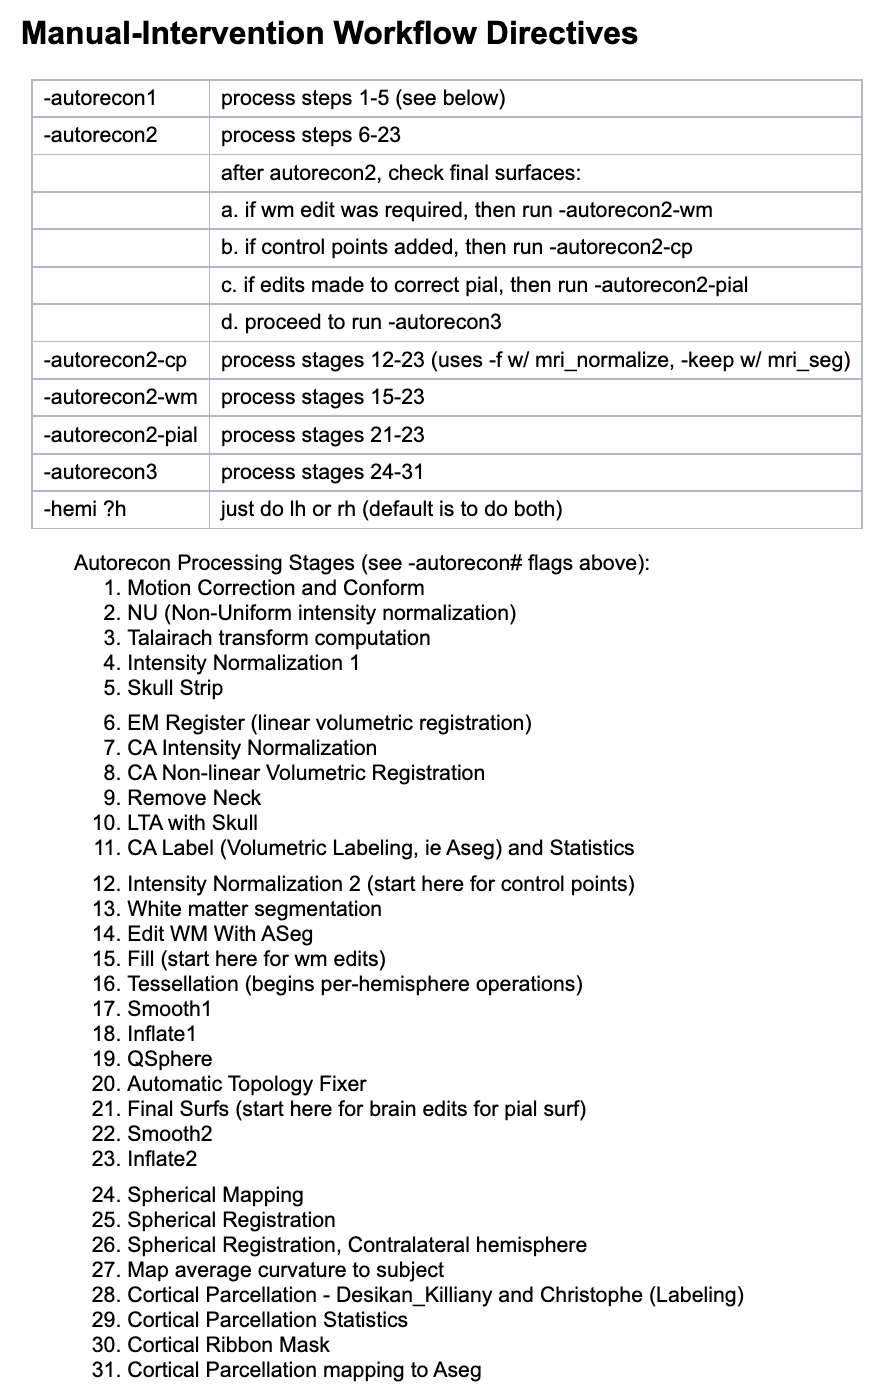 Manual-Intervention Workflow Directives
-autorecon1 process steps 1-5 (see below)
-autorecon2 process steps 6-23
after autorecon2, check final surfaces:
a. if wm edit was required, then run -autorecon2-wm
b. if control points added, then run -autorecon2-cp
c. if edits made to correct pial, then run -autorecon2-pial
d. proceed to run -autorecon3
-autorecon2-cp process stages 12-23 (uses -f w/ mri_normalize, -keep w/ mri_seg)
-autorecon2-wm process stages 15-23
-autorecon2-pial process stages 21-23
-autorecon3 process stages 24-31
-hemi ?h just do lh or rh (default is to do both)
Autorecon Processing Stages (see -autorecon# flags above):
1. Motion Correction and Conform
2. NU (Non-Uniform intensity normalization)
3. Talairach transform computation
4. Intensity Normalization 1
5. Skull Strip
6. EM Register (linear volumetric registration)
7. CA Intensity Normalization
8. CA Non-linear Volumetric Registration
9. Remove Neck
10. LTA with Skull
11. CA Label (Volumetric Labeling, ie Aseg) and Statistics
12. Intensity Normalization 2 (start here for control points)
13. White matter segmentation
14. Edit WM With ASeg
15. Fill (start here for wm edits)
16. Tessellation (begins per-hemisphere operations)
17. Smooth1
18. Inflate1
19. QSphere
20. Automatic Topology Fixer
21. Final Surfs (start here for brain edits for pial surf)
22. Smooth2
23. Inflate2
24. Spherical Mapping
25. Spherical Registration
26. Spherical Registration, Contralateral hemisphere
27. Map average curvature to subject
28. Cortical Parcellation - Desikan_Killiany and Christophe (Labeling)
29. Cortical Parcellation Statistics
30. Cortical Ribbon Mask
31. Cortical Parcellation mapping to Aseg